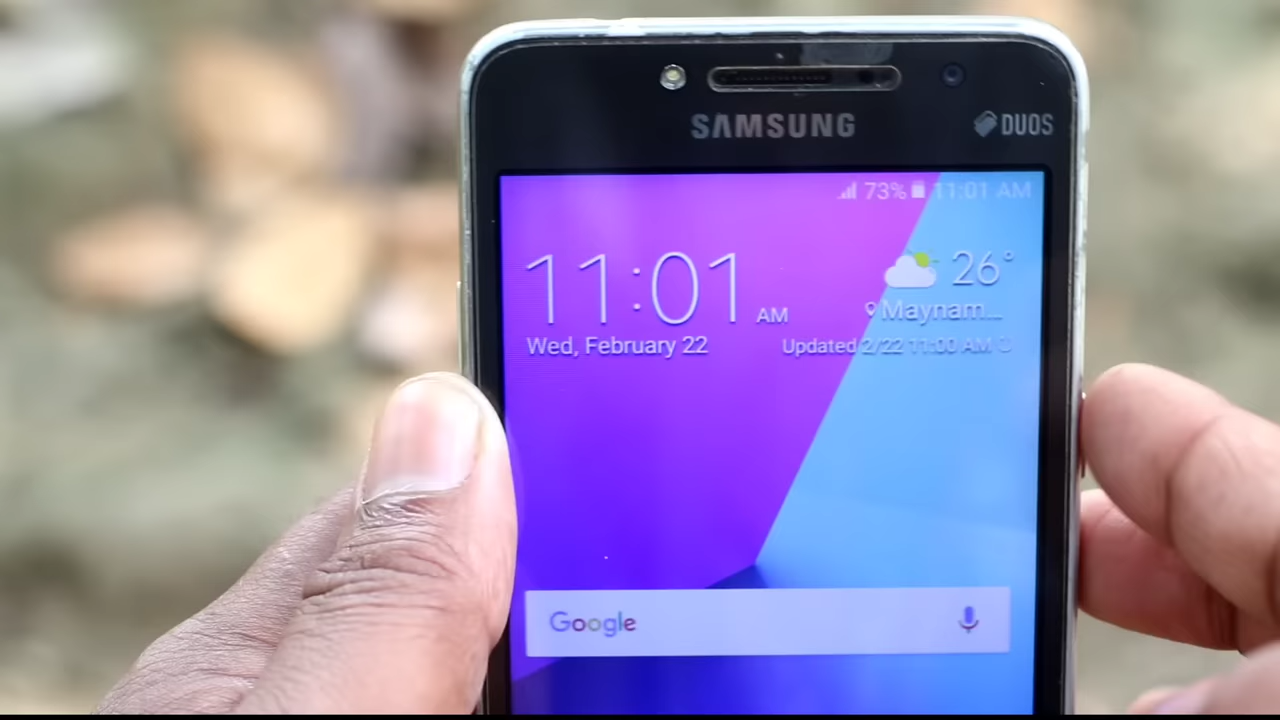 SAMSUNG
DUOS
73% 11:01 AM
11:01 AM
26°
Maynam...
Wed, February 22
Updated 2/22 11:00 AM
Google